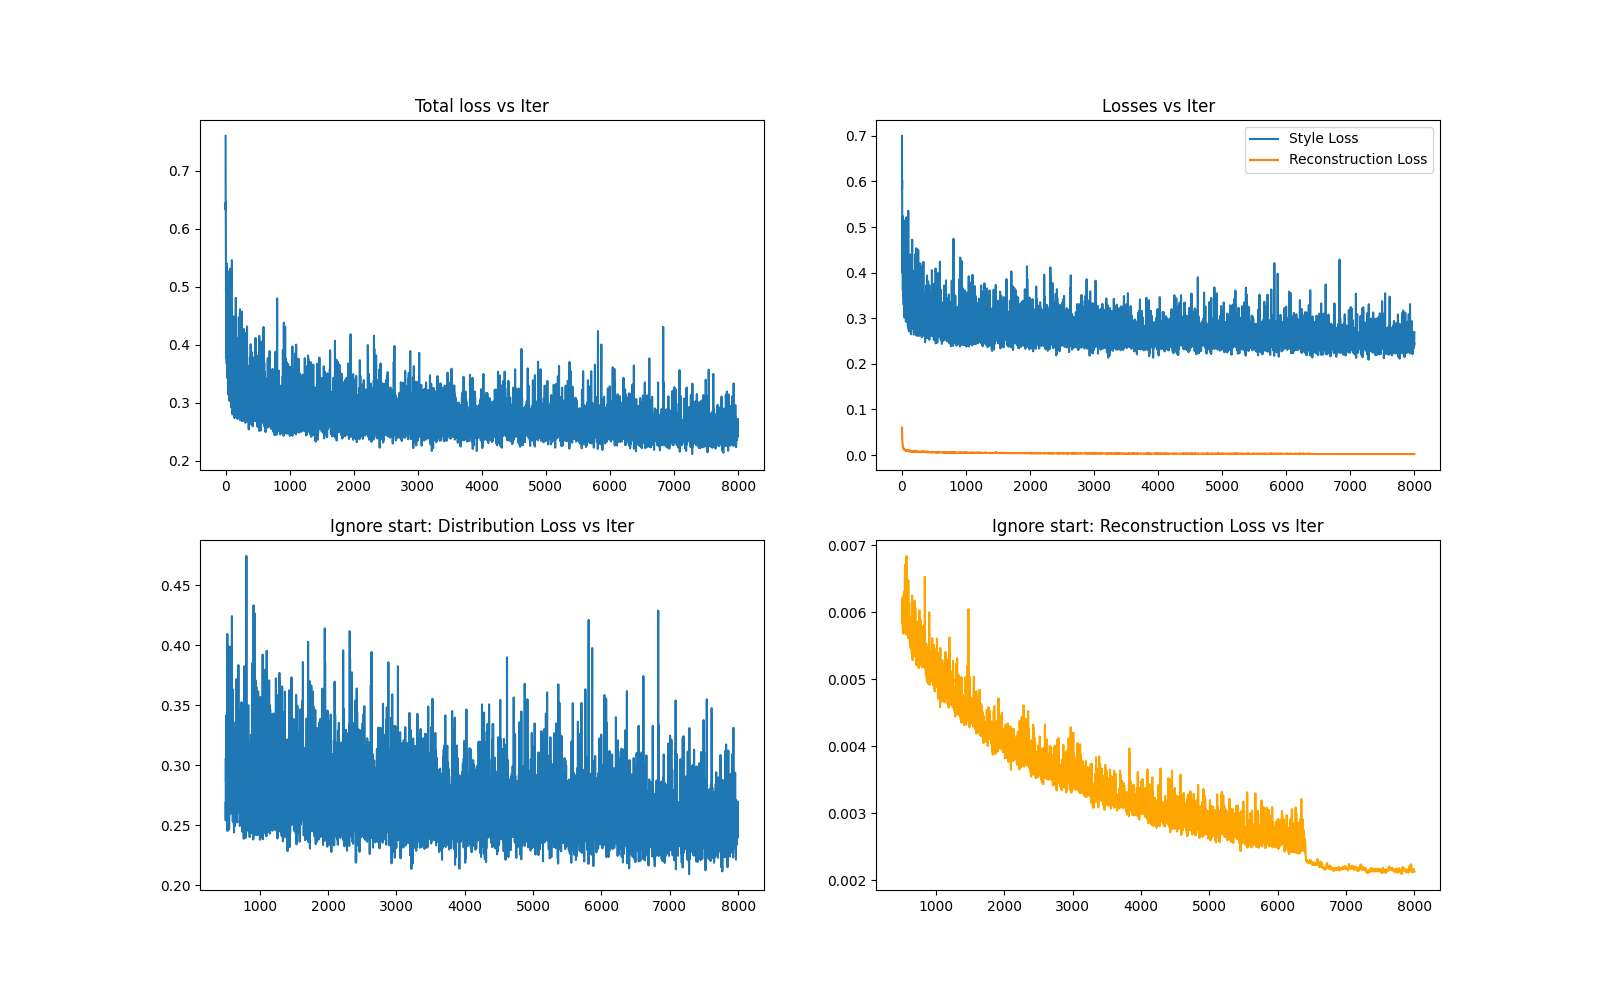 Total loss vs Iter
0.7
0.6
0.5
0.4
0.3
0.2
0 1000 2000 3000 4000 5000 6000 7000 8000
Losses vs Iter
Style Loss
Reconstruction Loss
0.7
0.6
0.5
0.4
0.3
0.2
0.1
0.0
0 1000 2000 3000 4000 5000 6000 7000 8000
Ignore start: Distribution Loss vs Iter
0.45
0.40
0.35
0.30
0.25
0.20
1000 2000 3000 4000 5000 6000 7000 8000
Ignore start: Reconstruction Loss vs Iter
0.007
0.006
0.005
0.004
0.003
0.002
1000 2000 3000 4000 5000 6000 7000 8000